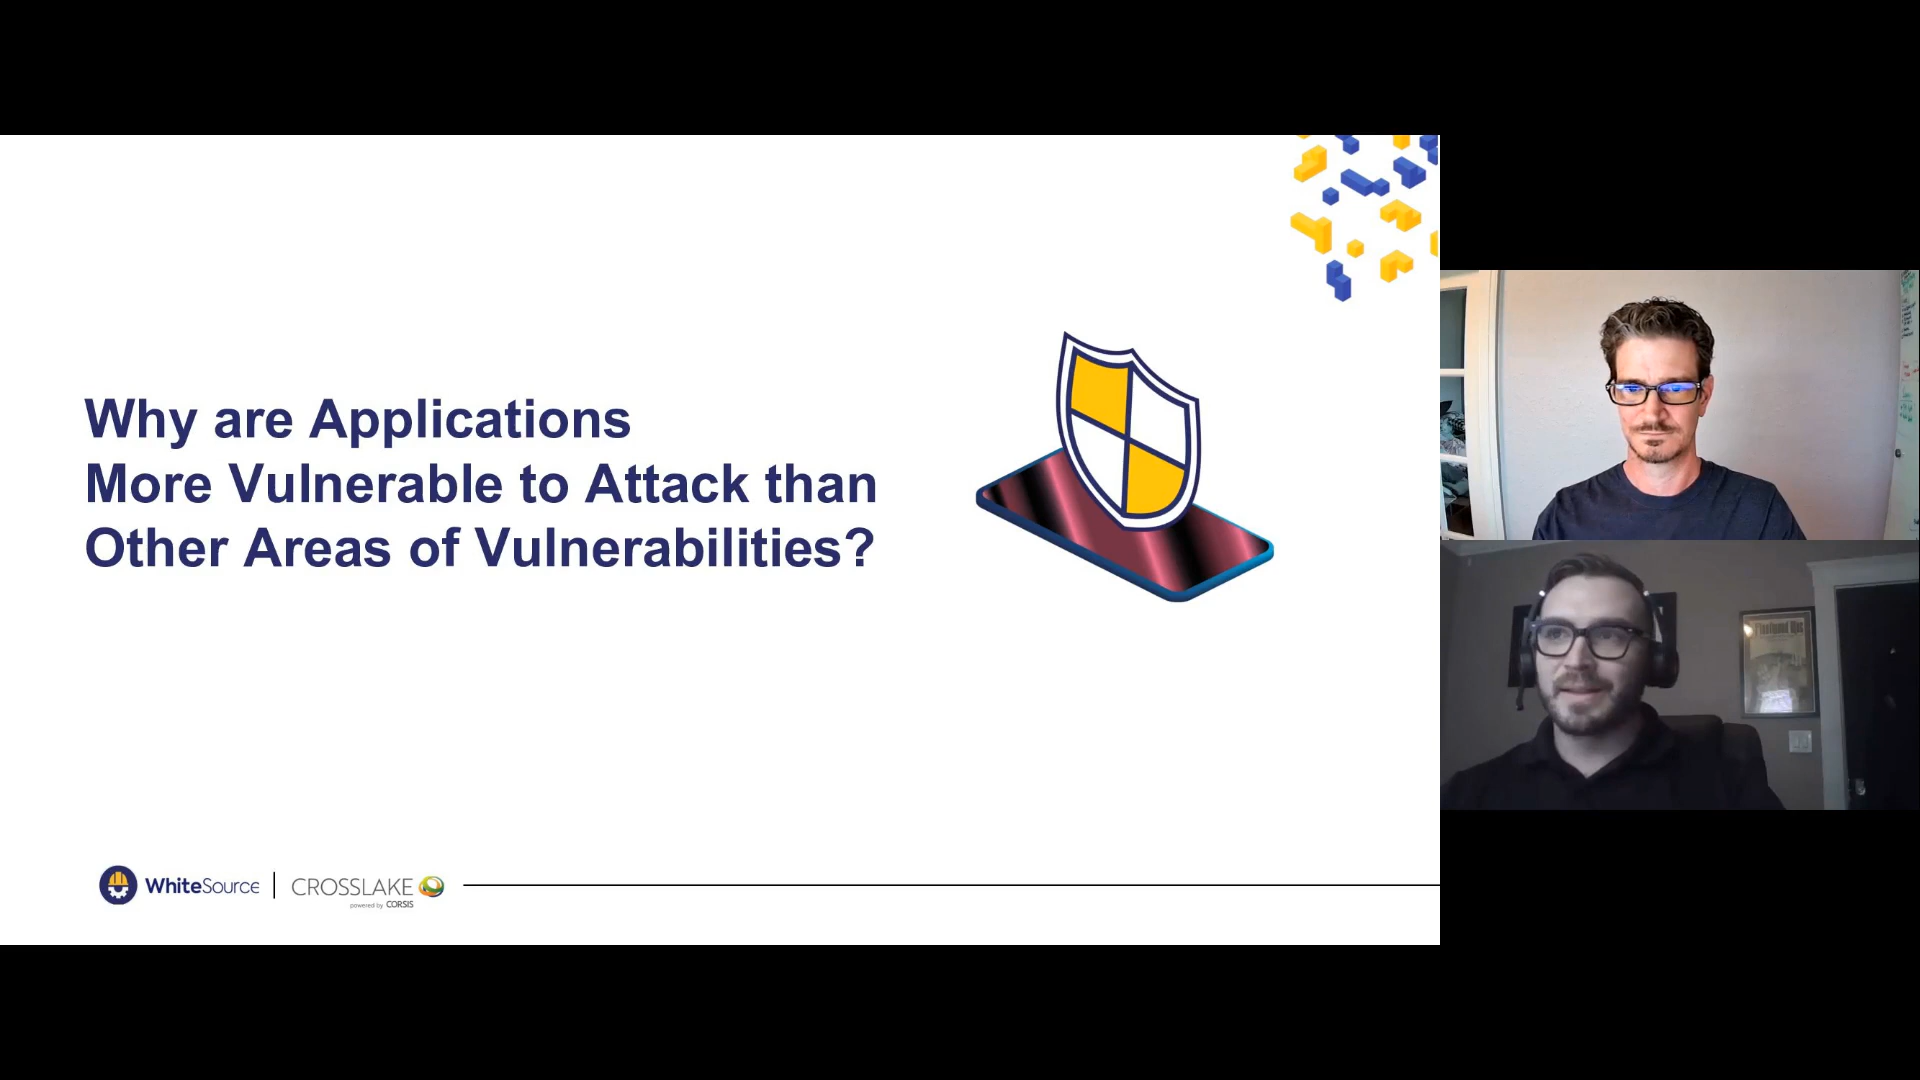 Why are Applications
More Vulnerable to Attack than
Other Areas of Vulnerabilities?
WhiteSource
CROSSLAKE
powered by CORSIS